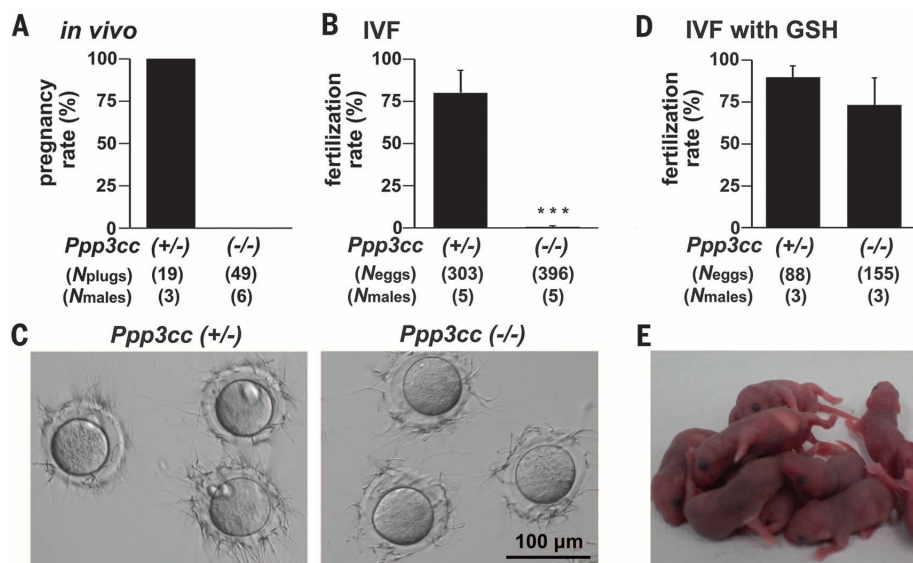 A in vivo
pregnancy
rate (%)
100
75
50
25
0
Ppp3cc (+/-) (-/-)
(Nplugs) (19) (49)
(Nmales) (3) (6)
B IVF
fertilization
rate (%)
100
75
50
25
0
***
Ppp3cc (+/-) (-/-)
(Neggs) (303) (396)
(Nmales) (5) (5)
D IVF with GSH
fertilization
rate (%)
100
75
50
25
0
Ppp3cc (+/-) (-/-)
(Neggs) (88) (155)
(Nmales) (3) (3)
C Ppp3cc (+/-) Ppp3cc (-/-)
100 μm
E